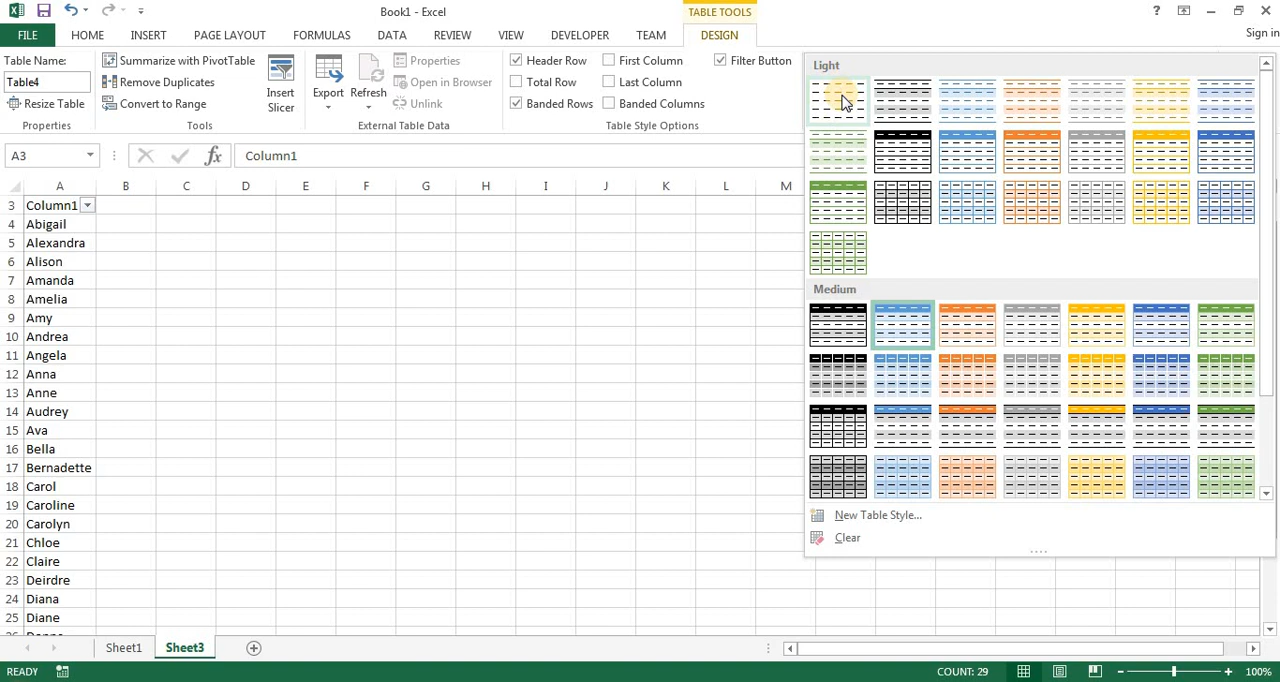 Book1 - Excel
TABLE TOOLS
?
FILE HOME INSERT PAGE LAYOUT FORMULAS DATA REVIEW VIEW DEVELOPER TEAM DESIGN
Sign in
Table Name:
Table4
Resize Table
Properties
Summarize with PivotTable
Remove Duplicates
Convert to Range
Tools
Insert
Slicer
Export
Refresh
Properties
Open in Browser
Unlink
External Table Data
Header Row
First Column
Filter Button
Total Row
Last Column
Banded Rows
Banded Columns
Table Style Options
Light
Medium
New Table Style...
Clear
A3
fx
Column1
A B C D E F G H I J K L M
3 Column1
4 Abigail
5 Alexandra
6 Alison
7 Amanda
8 Amelia
9 Amy
10 Andrea
11 Angela
12 Anna
13 Anne
14 Audrey
15 Ava
16 Bella
17 Bernadette
18 Carol
19 Caroline
20 Carolyn
21 Chloe
22 Claire
23 Deirdre
24 Diana
25 Diane
Sheet1 Sheet3
READY
COUNT: 29
100%